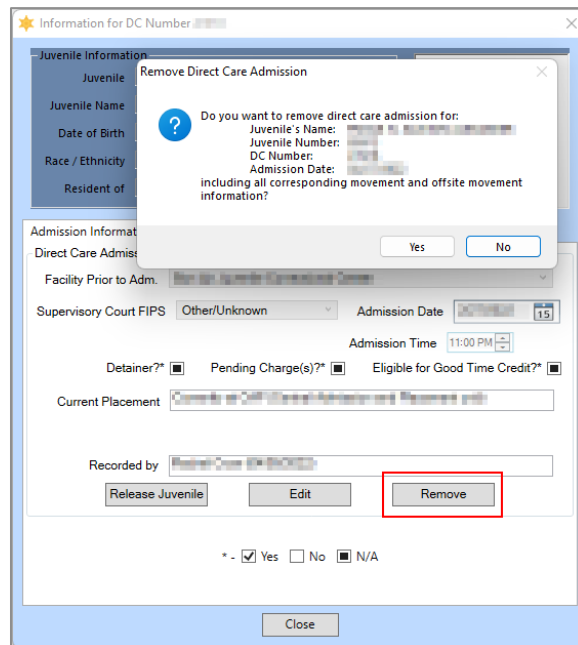 Information for DC Number
Juvenile Information
Juvenile
Juvenile Name
Date of Birth
Race / Ethnicity
Resident of
Remove Direct Care Admission
Do you want to remove direct care admission for:
Juvenile's Name:
Juvenile Number:
DC Number:
Admission Date:
including all corresponding movement and offsite movement
information?
Yes No
Admission Informat
Direct Care Admiss
Facility Prior to Adm.
Supervisory Court FIPS Other/Unknown Admission Date 15
Admission Time 11:00 PM
Detainer?* Pending Charge(s)?* Eligible for Good Time Credit?*
Current Placement
Recorded by
Release Juvenile Edit Remove
* - Yes No N/A
Close